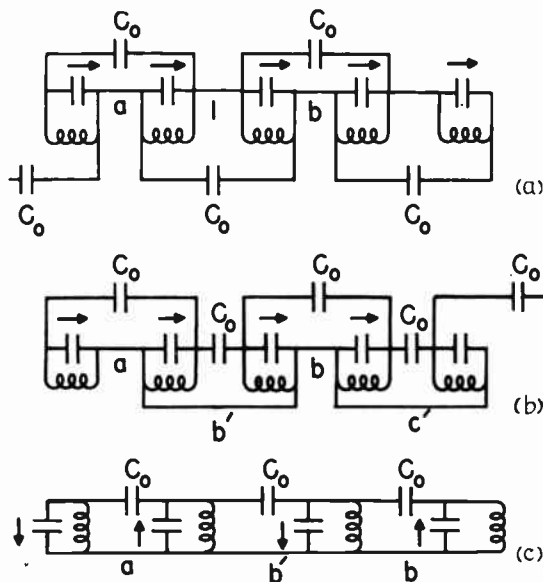 C₀ C₀
a l b
C₀ C₀ C₀ (a)
C₀ C₀ C₀ C₀ C₀
a b
b′ c′ (b)
C₀ C₀ C₀
a b′ b (c)